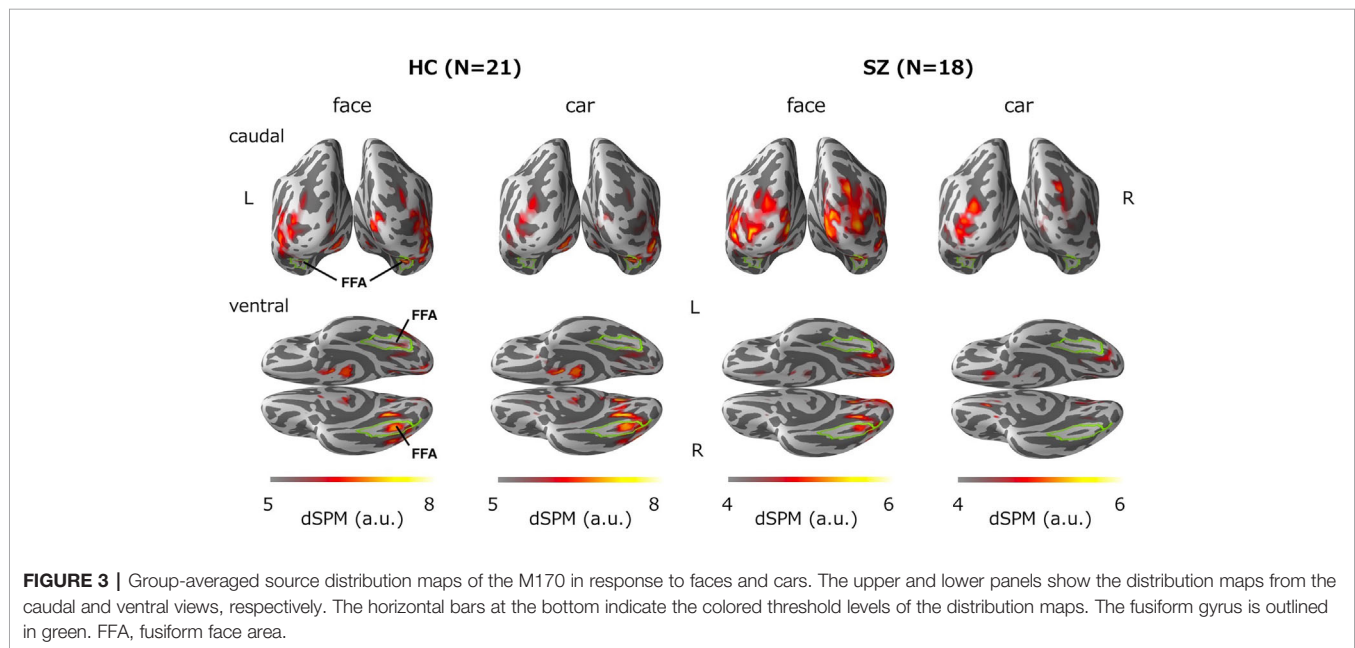 HC (N=21) SZ (N=18)
face car face car
caudal
L R
FFA
ventral L
FFA
R
FFA
5 8 5 8 4 6 4 6
dSPM (a.u.) dSPM (a.u.) dSPM (a.u.) dSPM (a.u.)
FIGURE 3 | Group-averaged source distribution maps of the M170 in response to faces and cars. The upper and lower panels show the distribution maps from the
caudal and ventral views, respectively. The horizontal bars at the bottom indicate the colored threshold levels of the distribution maps. The fusiform gyrus is outlined
in green. FFA, fusiform face area.